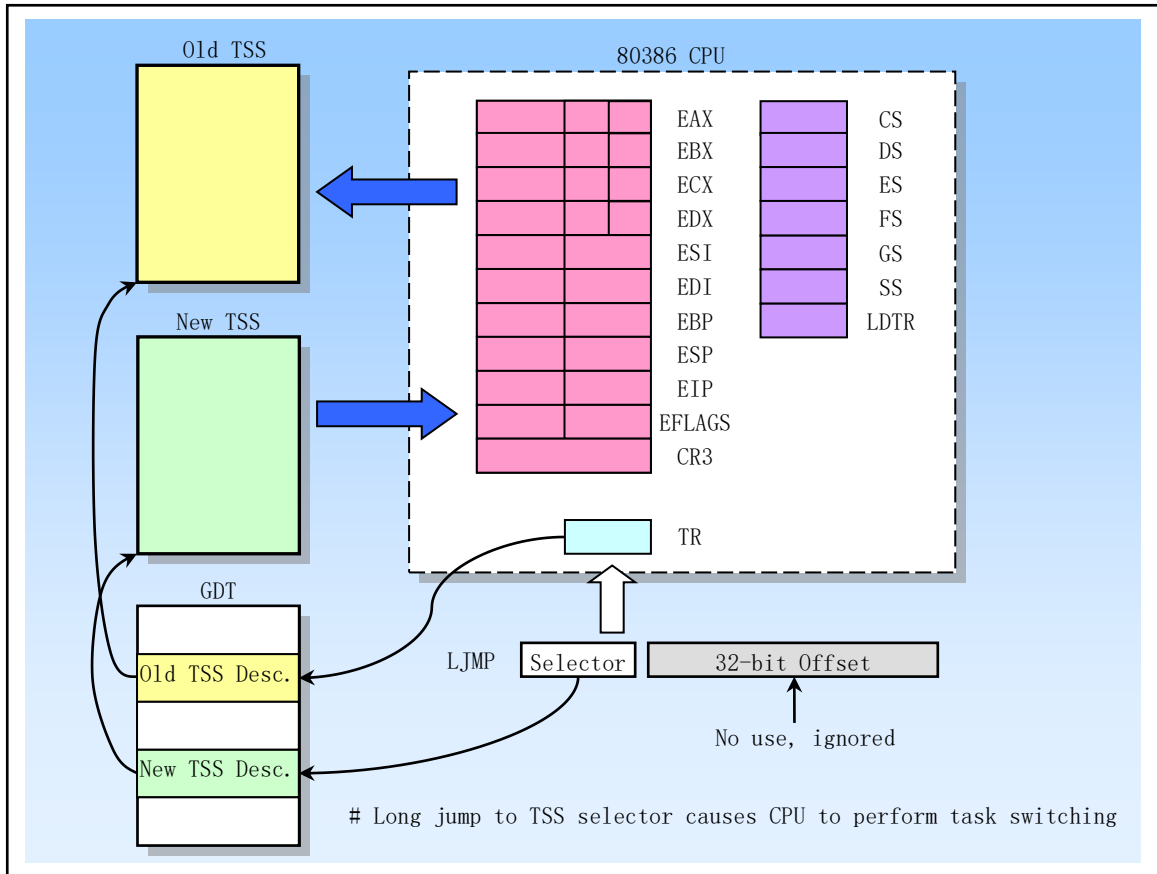 Old TSS
80386 CPU
EAX
CS
EBX
DS
ECX
ES
EDX
FS
ESI
GS
EDI
SS
New TSS
EBP
LDTR
ESP
EIP
EFLAGS
CR3
TR
GDT
LJMP
Selector
32-bit Offset
Old TSS Desc.
No use, ignored
New TSS Desc.
# Long jump to TSS selector causes CPU to perform task switching